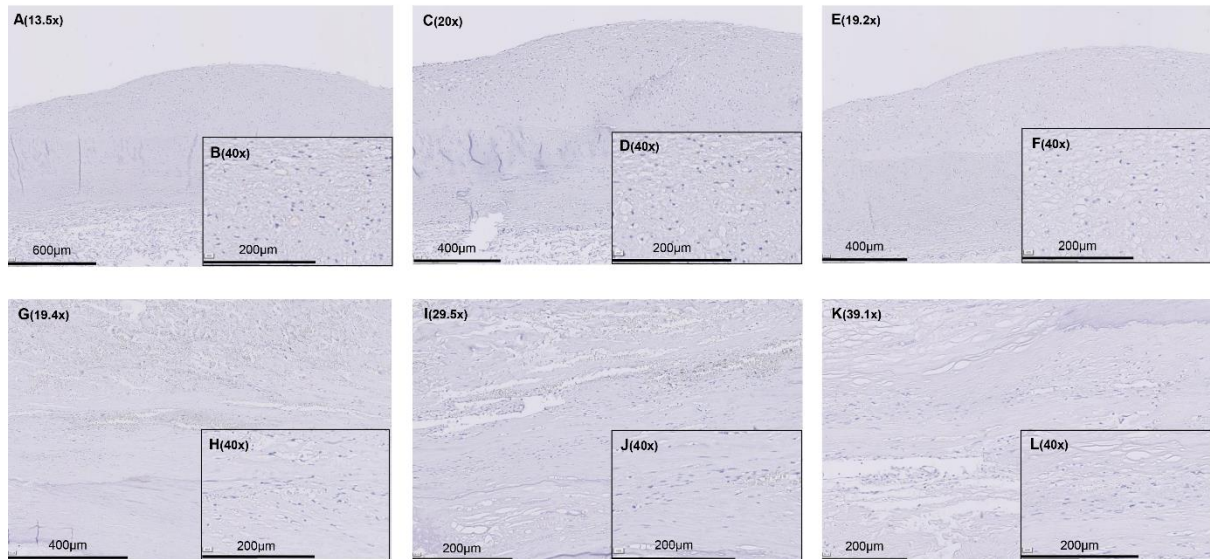 A(13.5x)
C(20x)
E(19.2x)
B(40x)
D(40x)
F(40x)
600µm
200µm
400µm
200µm
400µm
200µm
G(19.4x)
I(29.5x)
K(39.1x)
H(40x)
J(40x)
L(40x)
400µm
200µm
200µm
200µm
200µm
200µm